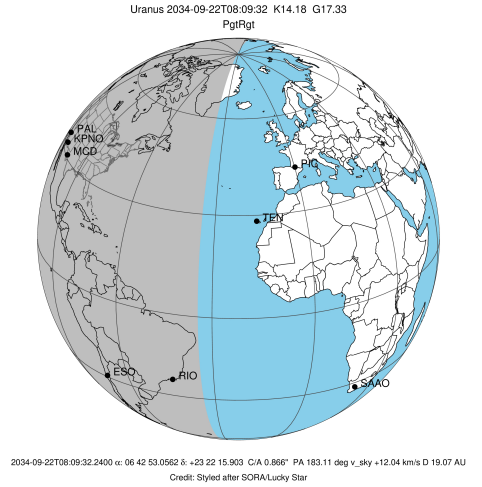 Uranus 2034-09-22T08:09:32 K14.18 G17.33
PgtRgt
PAL
KPNO
MCD
PIC
TEN
ESO
RIO
SAAO
2034-09-22T08:09:32.2400 α: 06 42 53.0562 δ: +23 22 15.903 C/A 0.866" PA 183.11 deg v_sky +12.04 km/s D 19.07 AU
Credit: Styled after SORA/Lucky Star